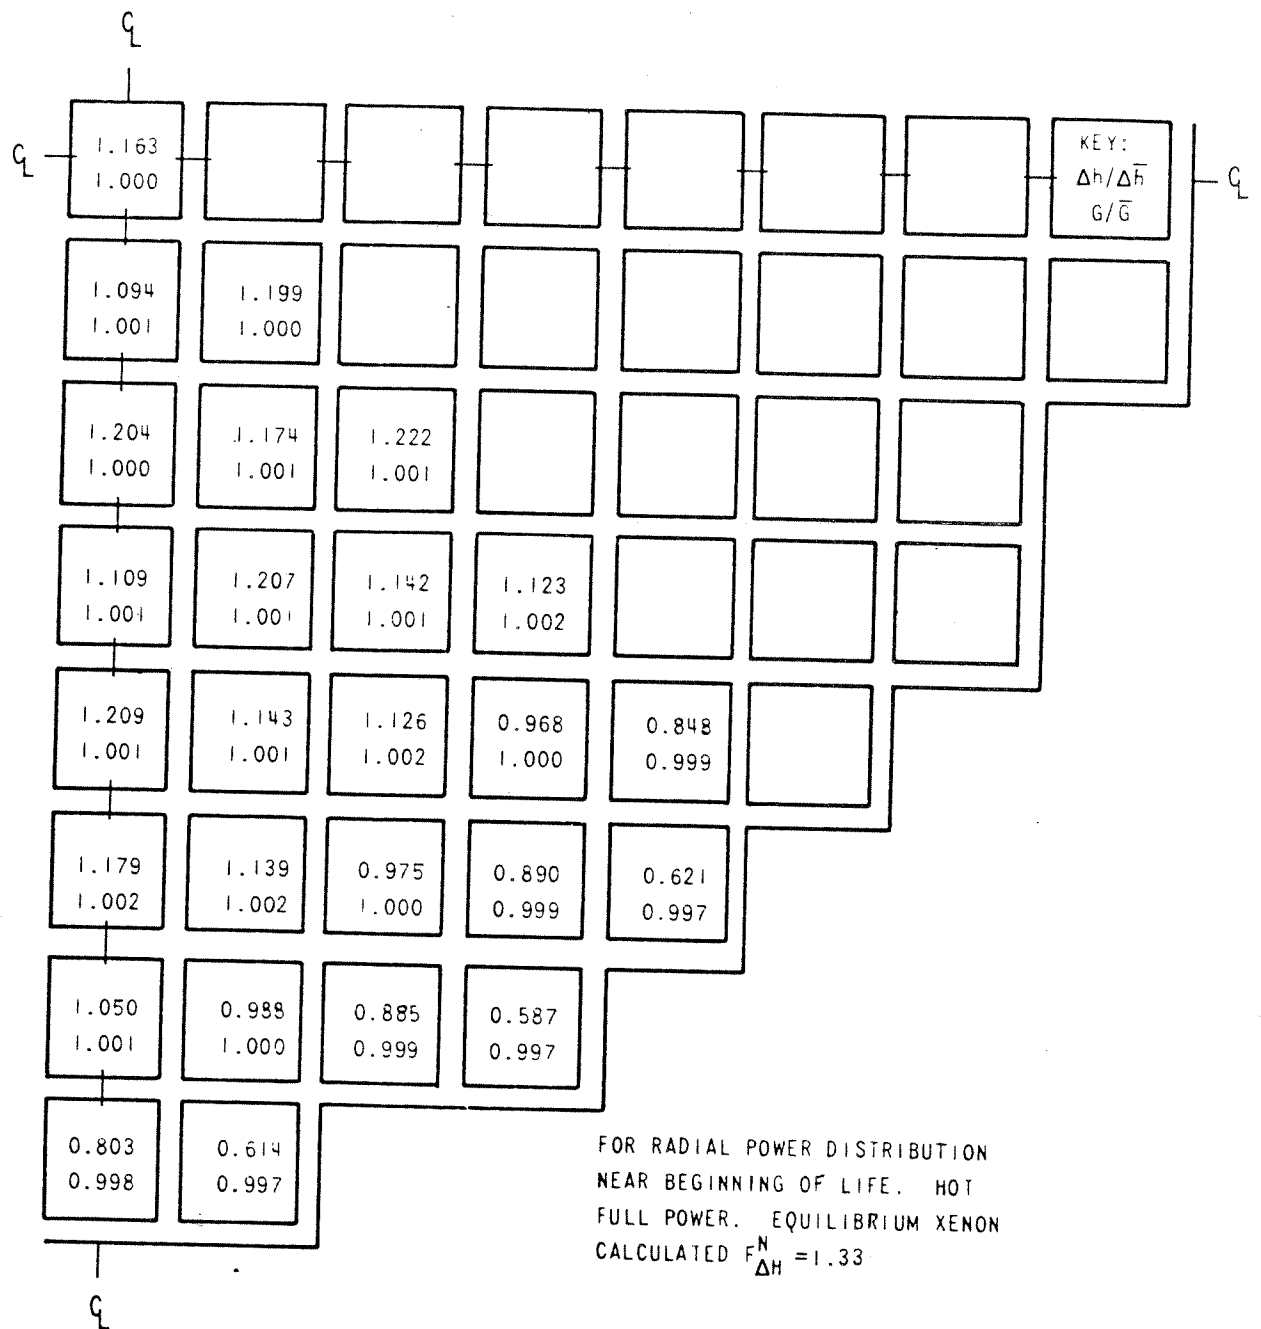 ℄
℄ 1.163 KEY: ℄
1.000 Δh/Δh̅
G/G̅
1.094 1.199
1.001 1.000
1.204 1.174 1.222
1.000 1.001 1.001
1.109 1.207 1.142 1.123
1.001 1.001 1.001 1.002
1.209 1.143 1.126 0.968 0.848
1.001 1.001 1.002 1.000 0.999
1.179 1.139 0.975 0.890 0.621
1.002 1.002 1.000 0.999 0.997
1.050 0.988 0.885 0.587
1.001 1.000 0.999 0.997
0.803 0.614
0.998 0.997
FOR RADIAL POWER DISTRIBUTION
NEAR BEGINNING OF LIFE. HOT
FULL POWER. EQUILIBRIUM XENON
CALCULATED F^N_ΔH = 1.33
℄